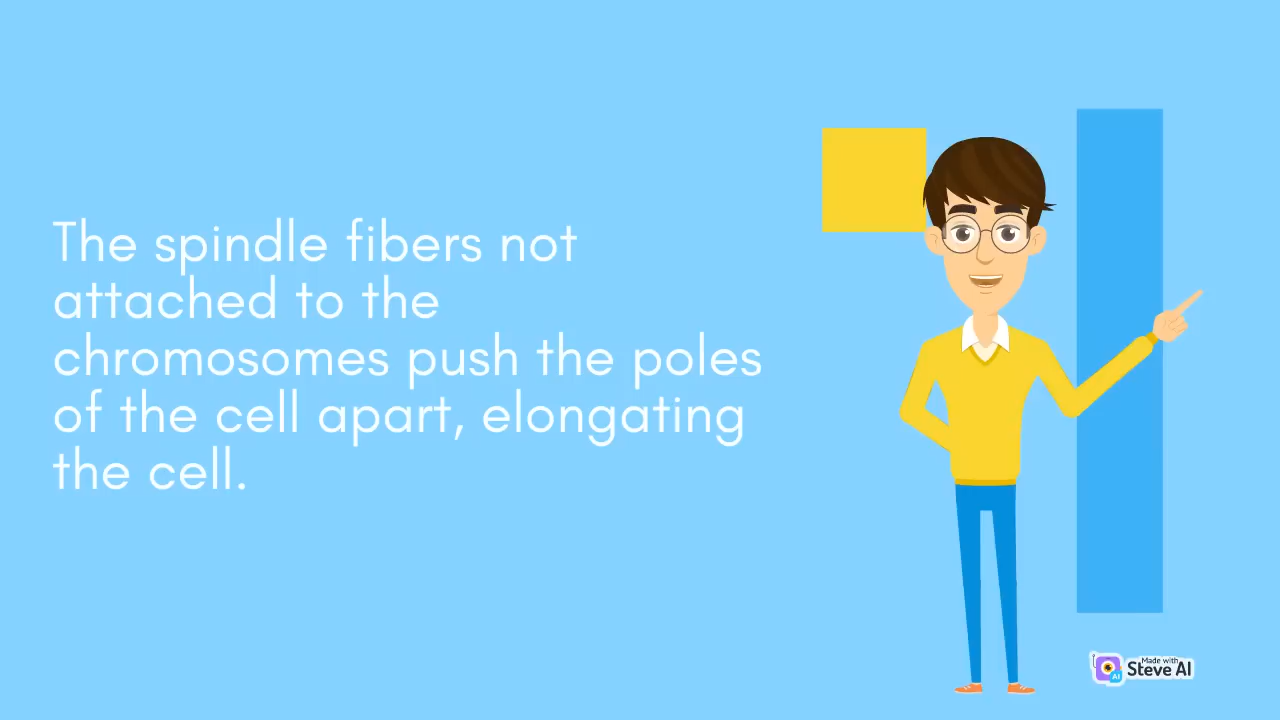 The spindle fibers not
attached to the
chromosomes push the poles
of the cell apart, elongating
the cell.
Made with
Steve AI
AI